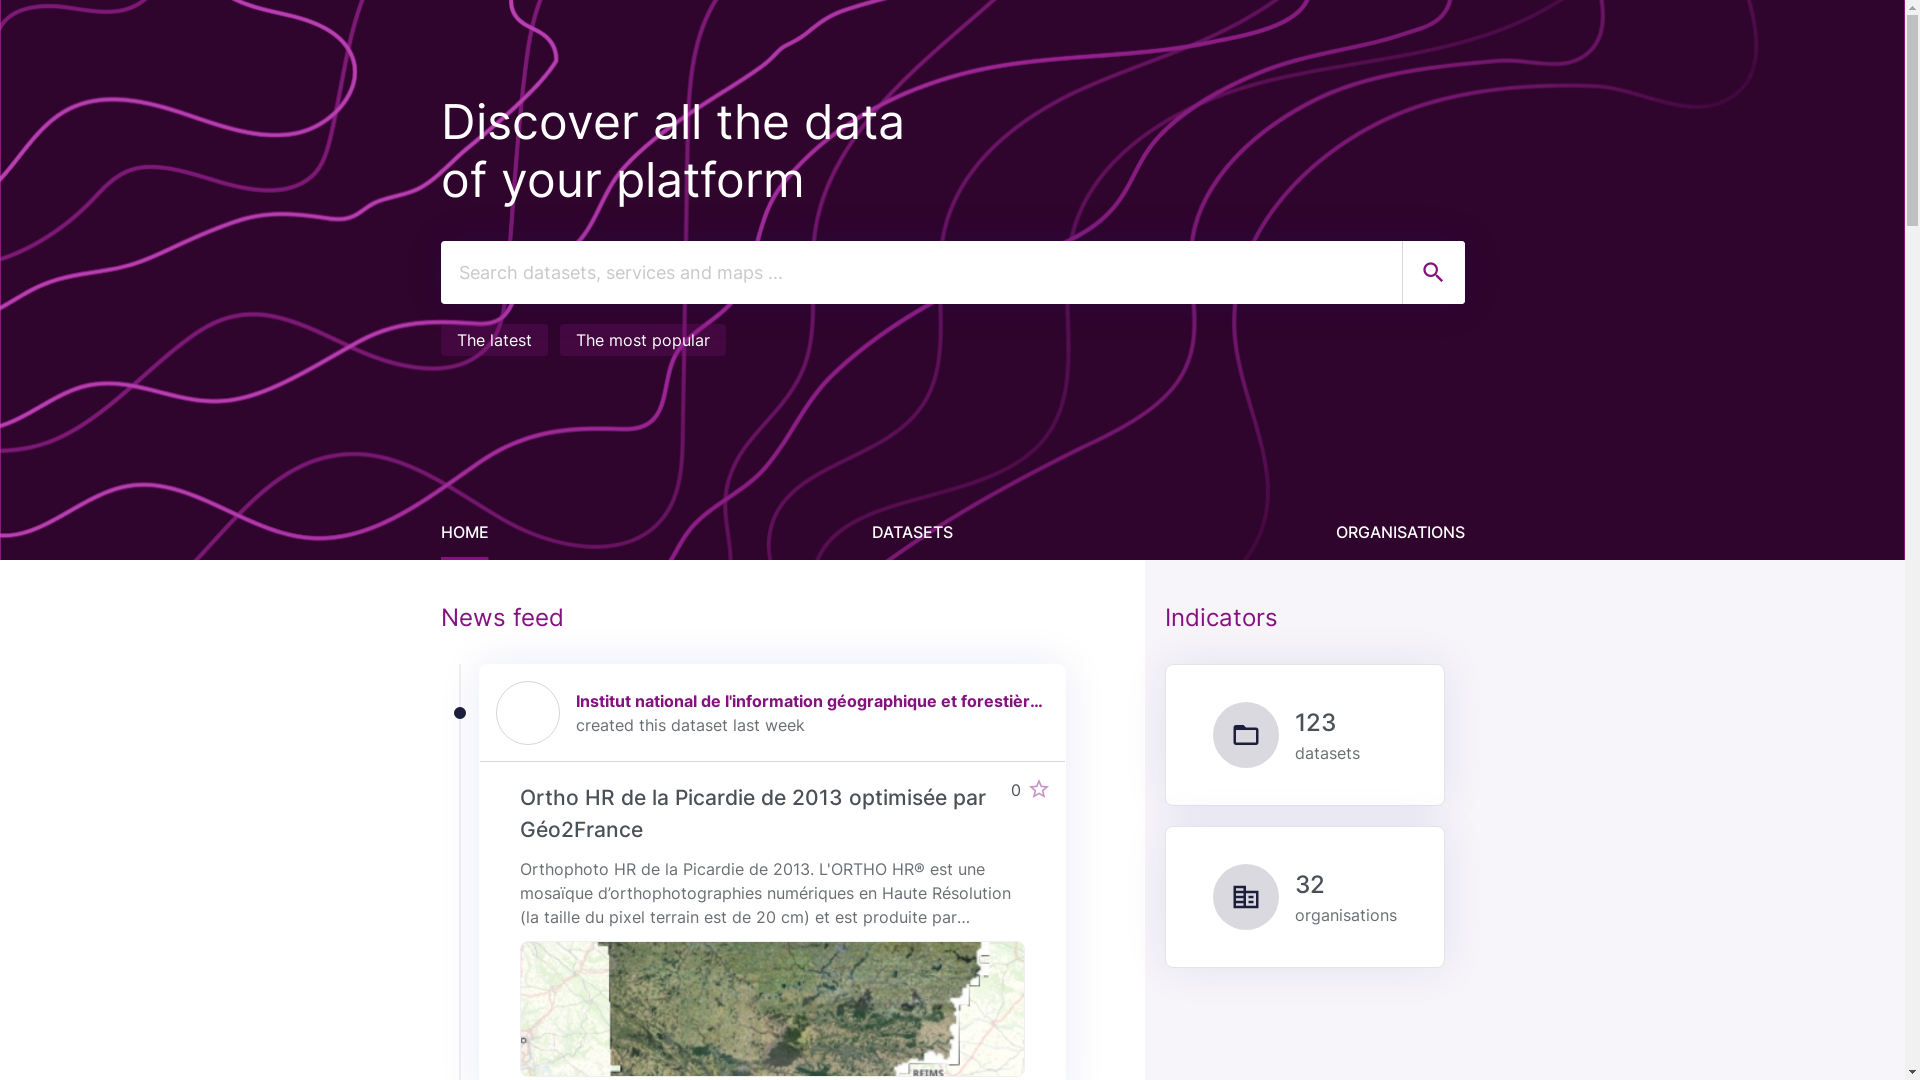 Discover all the data
of your platform
Search datasets, services and maps ...
The latest
The most popular
HOME
DATASETS
ORGANISATIONS
News feed
Institut national de l'information géographique et forestièr...
created this dataset last week
Ortho HR de la Picardie de 2013 optimisée par
Géo2France
0
Orthophoto HR de la Picardie de 2013. L'ORTHO HR® est une
mosaïque d’orthophotographies numériques en Haute Résolution
(la taille du pixel terrain est de 20 cm) et est produite par...
REIMS
Indicators
123
datasets
32
organisations